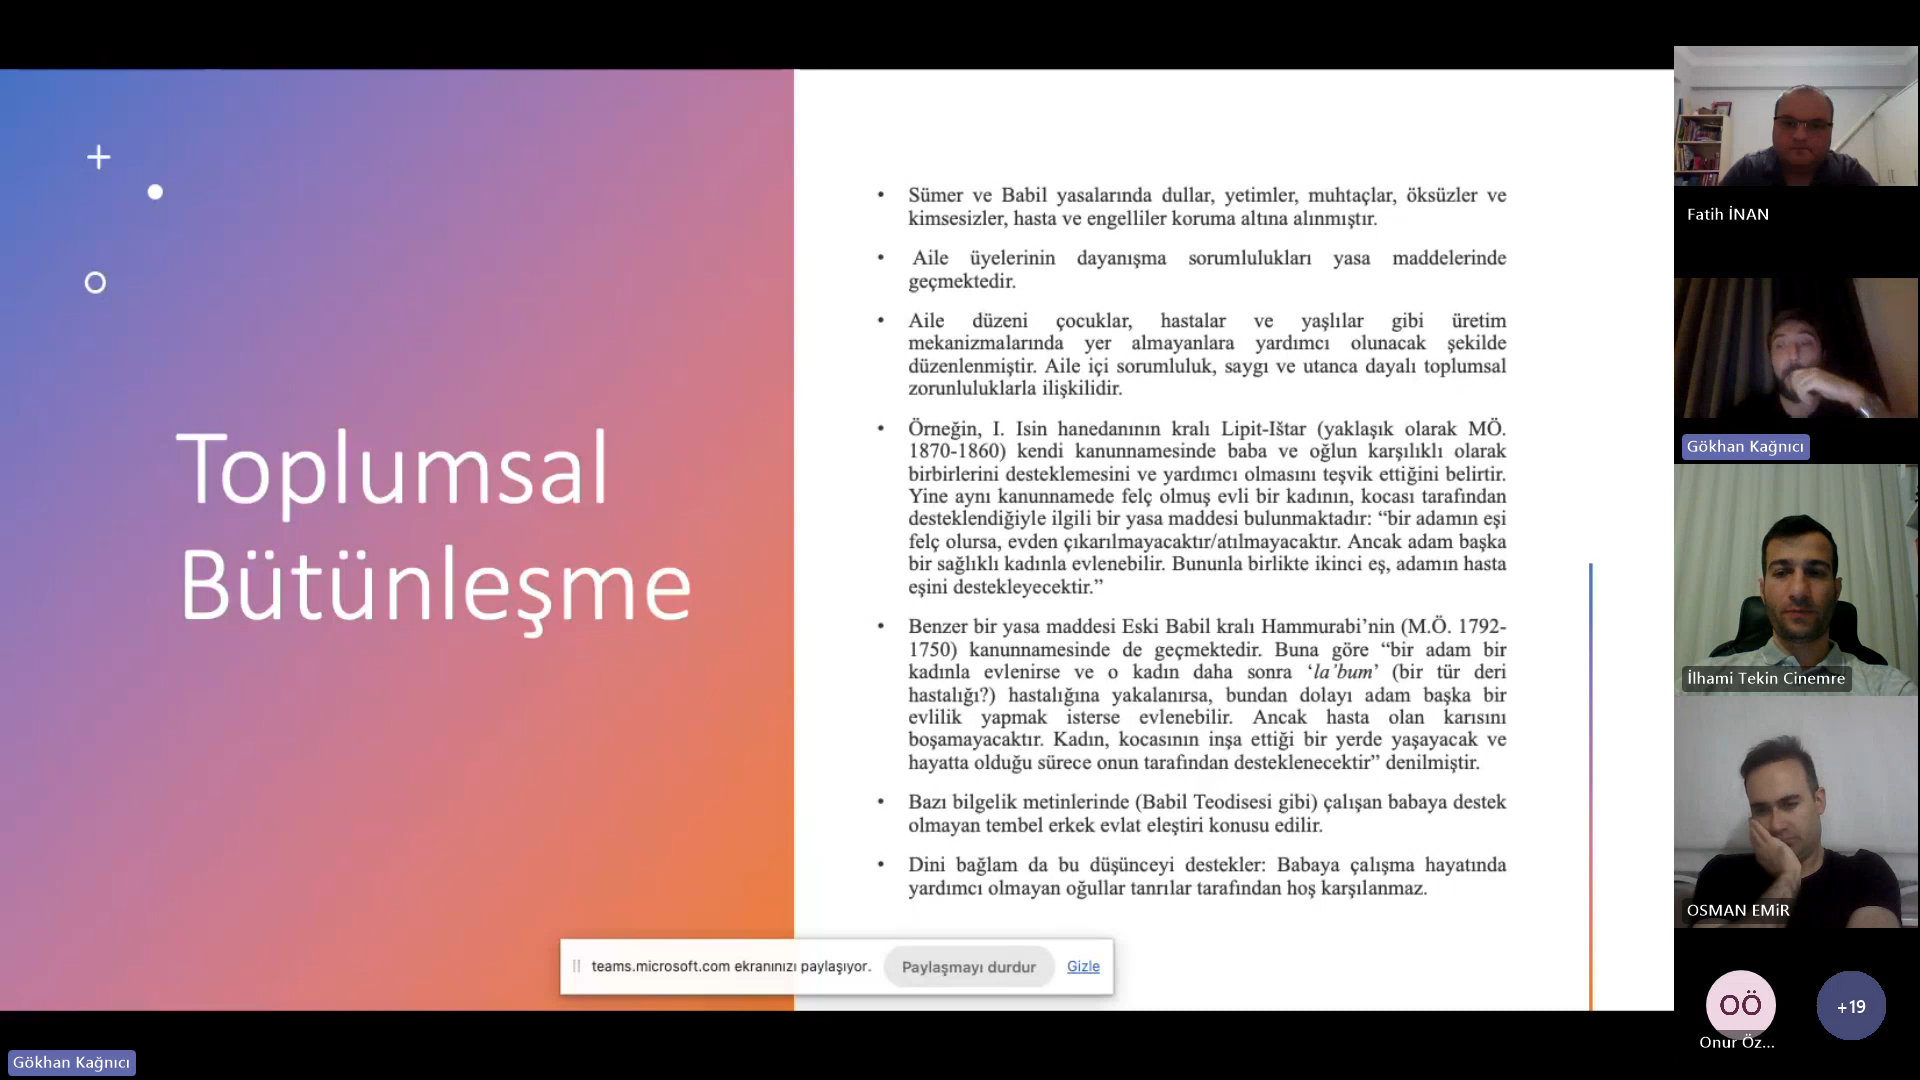 Toplumsal
Bütünleşme
• Sümer ve Babil yasalarında dullar, yetimler, muhtaçlar, öksüzler ve
kimsesizler, hasta ve engelliler koruma altına alınmıştır.
• Aile üyelerinin dayanışma sorumlulukları yasa maddelerinde
geçmektedir.
• Aile düzeni çocuklar, hastalar ve yaşlılar gibi üretim
mekanizmalarında yer almayanlara yardımcı olunacak şekilde
düzenlenmiştir. Aile içi sorumluluk, saygı ve utanca dayalı toplumsal
zorunluluklarla ilişkilidir.
• Örneğin, I. Isin hanedanının kralı Lipit-Iştar (yaklaşık olarak MÖ.
1870-1860) kendi kanunnamesinde baba ve oğlun karşılıklı olarak
birbirlerini desteklemesini ve yardımcı olmasını teşvik ettiğini belirtir.
Yine aynı kanunnamede felç olmuş evli bir kadının, kocası tarafından
desteklendiğiyle ilgili bir yasa maddesi bulunmaktadır: “bir adamın eşi
felç olursa, evden çıkarılmayacaktır/atılmayacaktır. Ancak adam başka
bir sağlıklı kadınla evlenebilir. Bununla birlikte ikinci eş, adamın hasta
eşini destekleyecektir.”
• Benzer bir yasa maddesi Eski Babil kralı Hammurabi’nin (M.Ö. 1792-
1750) kanunnamesinde de geçmektedir. Buna göre “bir adam bir
kadınla evlenirse ve o kadın daha sonra ‘la’bum’ (bir tür deri
hastalığı?) hastalığına yakalanırsa, bundan dolayı adam başka bir
evlilik yapmak isterse evlenebilir. Ancak hasta olan karısını
boşamayacaktır. Kadın, kocasının inşa ettiği bir yerde yaşayacak ve
hayatta olduğu sürece onun tarafından desteklenecektir” denilmiştir.
• Bazı bilgelik metinlerinde (Babil Teodisesi gibi) çalışan babaya destek
olmayan tembel erkek evlat eleştiri konusu edilir.
• Dini bağlam da bu düşünceyi destekler: Babaya çalışma hayatında
yardımcı olmayan oğullar tanrılar tarafından hoş karşılanmaz.
teams.microsoft.com ekranınızı paylaşıyor. Paylaşmayı durdur Gizle
Gökhan Kağnıcı
Fatih İNAN
Gökhan Kağnıcı
İlhami Tekin Cinemre
OSMAN EMiR
OÖ
+19
Onur Öz...